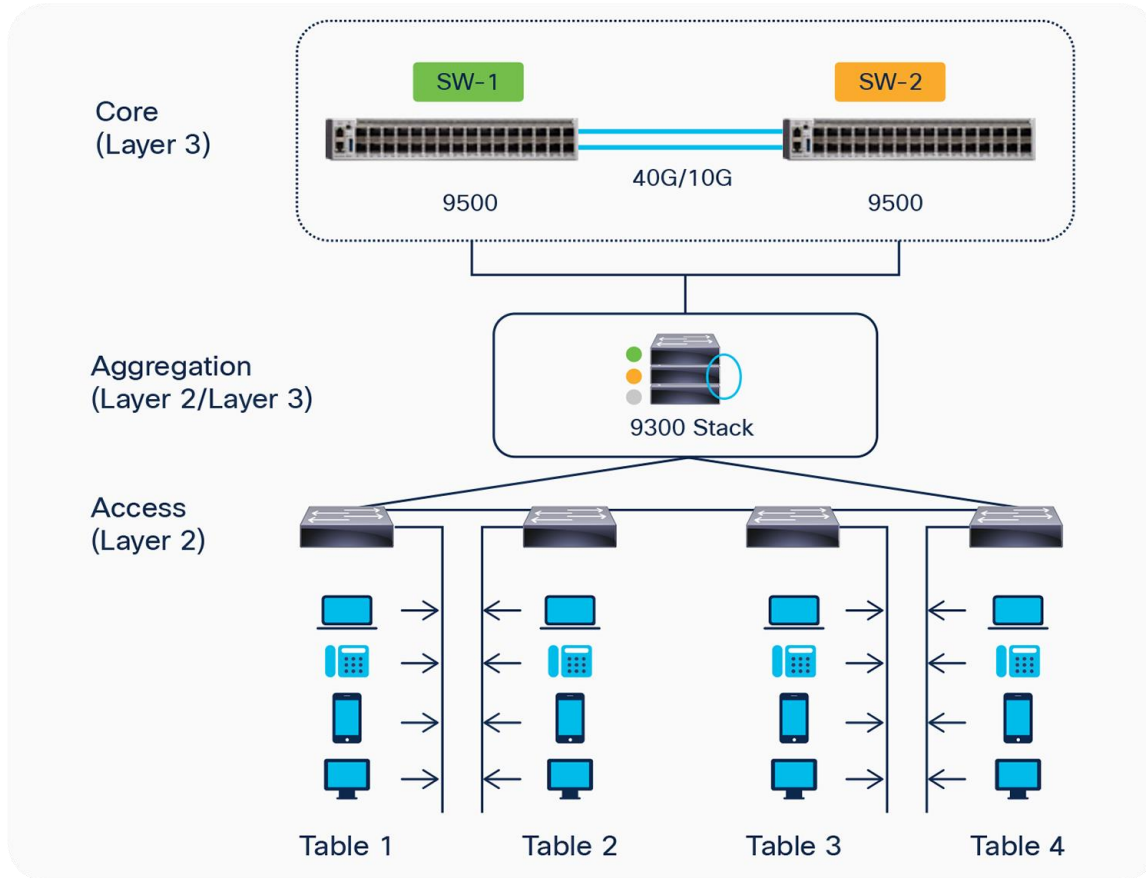 SW-1
SW-2
Core
(Layer 3)
40G/10G
9500
9500
Aggregation
(Layer 2/Layer 3)
9300 Stack
Access
(Layer 2)
Table 1
Table 2
Table 3
Table 4